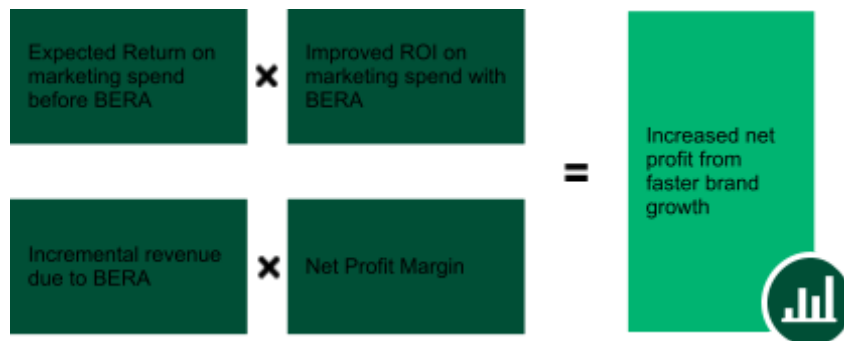 Expected Return on
marketing spend
before BERA
×
Improved ROI on
marketing spend with
BERA
=
Increased net
profit from
faster brand
growth
Incremental revenue
due to BERA
×
Net Profit Margin